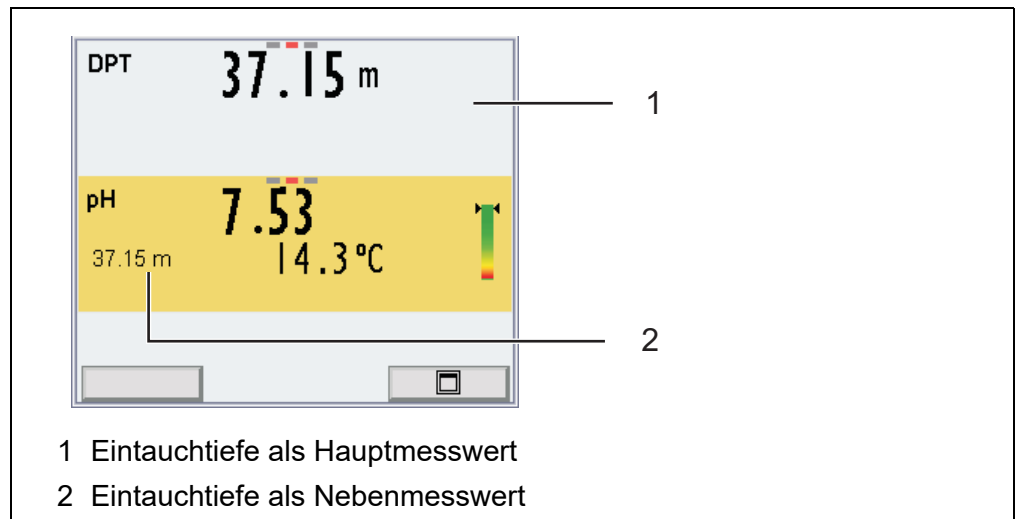 DPT 37.15 m
1
pH 7.53
37.15 m 14.3 °C
2
1 Eintauchtiefe als Hauptmesswert
2 Eintauchtiefe als Nebenmesswert